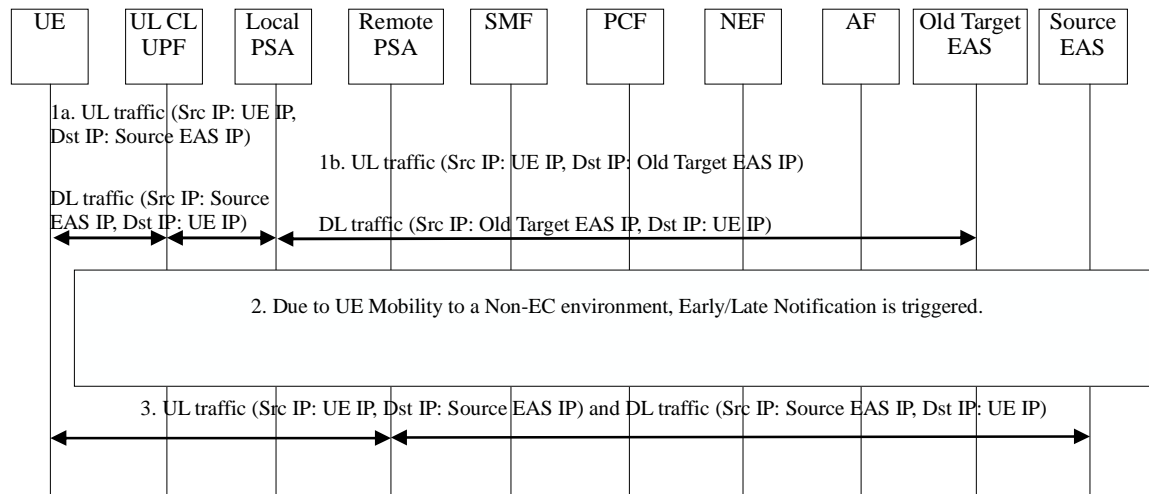 UE
UL CL
UPF
Local
PSA
Remote
PSA
SMF
PCF
NEF
AF
Old Target
EAS
Source
EAS
1a. UL traffic (Src IP: UE IP,
Dst IP: Source EAS IP)
1b. UL traffic (Src IP: UE IP, Dst IP: Old Target EAS IP)
DL traffic (Src IP: Source
EAS IP, Dst IP: UE IP)
DL traffic (Src IP: Old Target EAS IP, Dst IP: UE IP)
2. Due to UE Mobility to a Non-EC environment, Early/Late Notification is triggered.
3. UL traffic (Src IP: UE IP, Dst IP: Source EAS IP) and DL traffic (Src IP: Source EAS IP, Dst IP: UE IP)